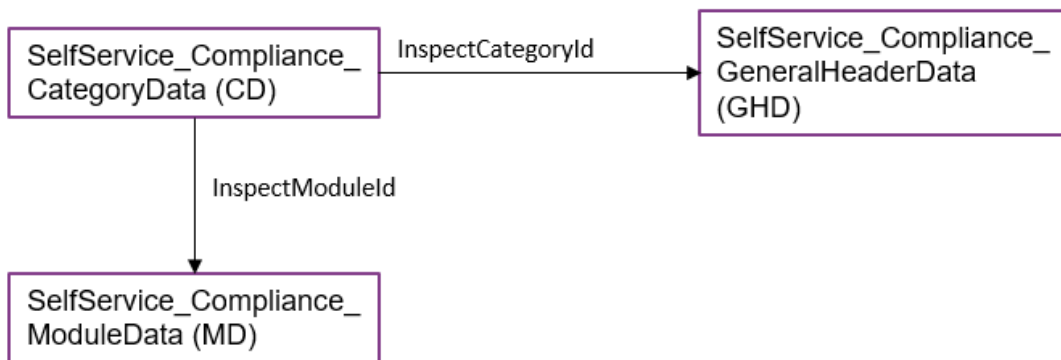 SelfService_Compliance_
CategoryData (CD)
InspectCategoryId
SelfService_Compliance_
GeneralHeaderData
(GHD)
InspectModuleId
SelfService_Compliance_
ModuleData (MD)